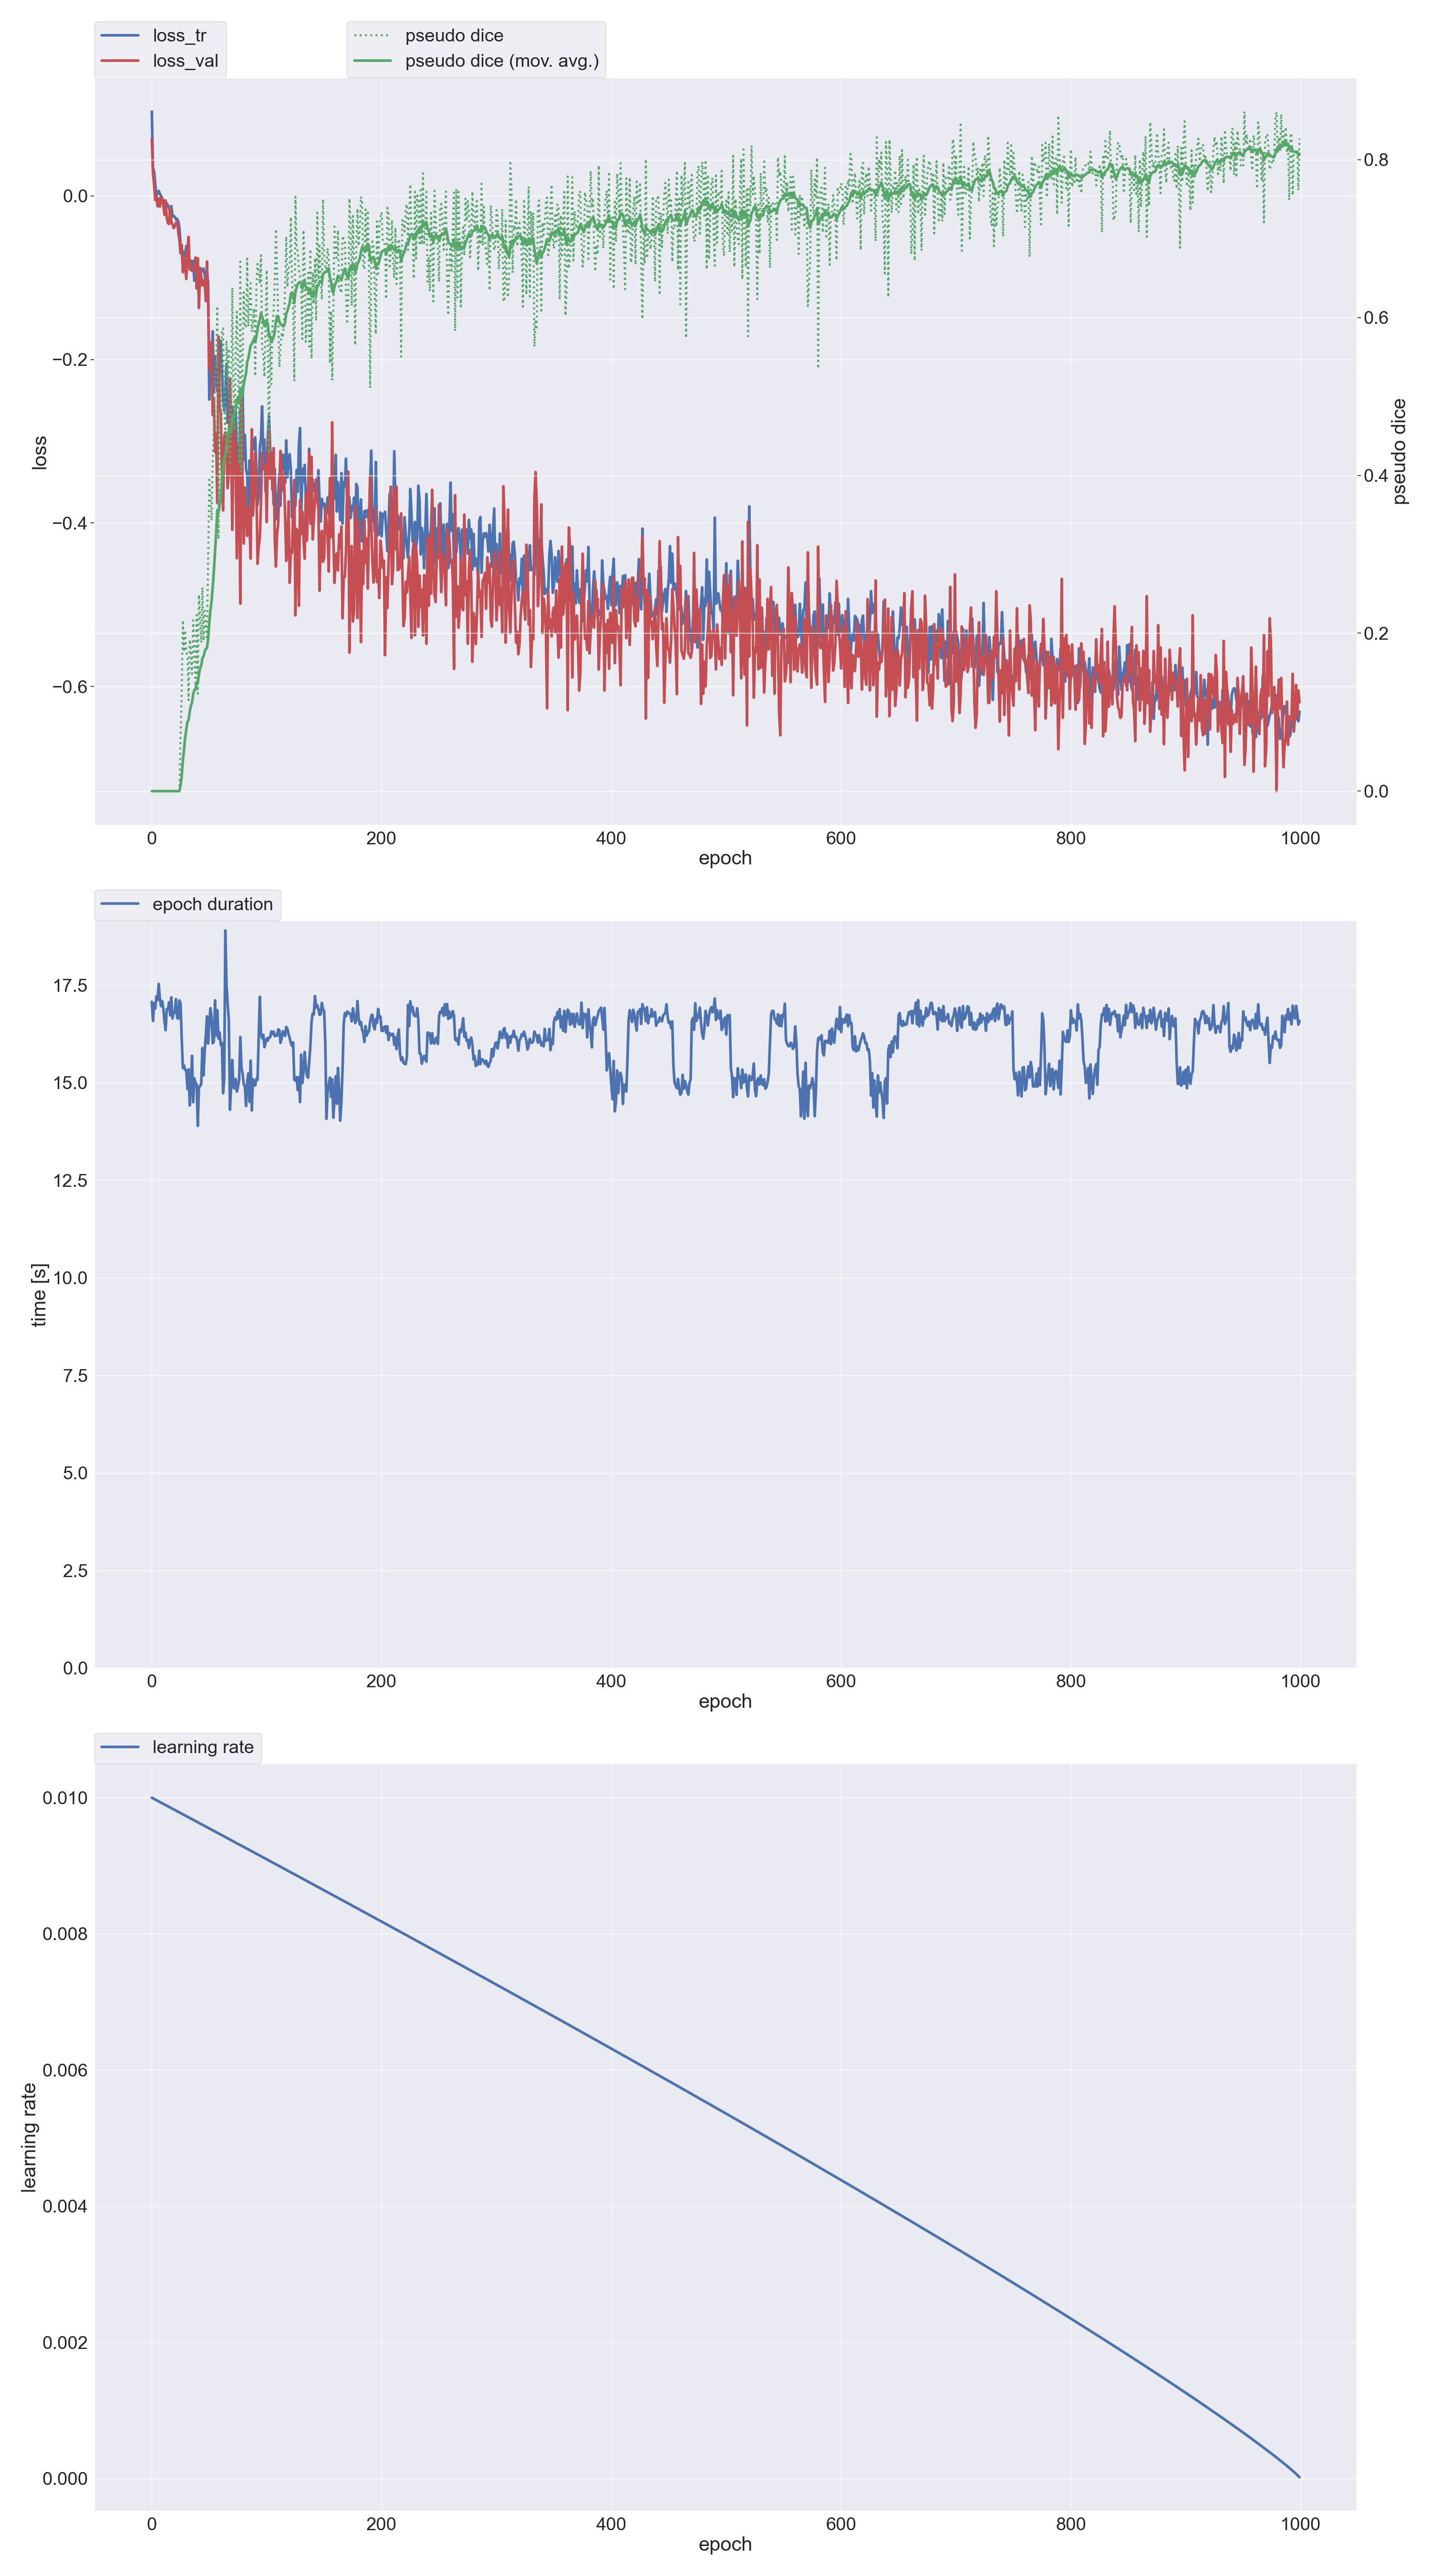 loss_tr
loss_val
pseudo dice
pseudo dice (mov. avg.)
0.0
−0.2
−0.4
−0.6
loss
0.8
0.6
0.4
0.2
0.0
pseudo dice
0 200 400 600 800 1000
epoch
epoch duration
17.5
15.0
12.5
10.0
7.5
5.0
2.5
0.0
time [s]
0 200 400 600 800 1000
epoch
learning rate
0.010
0.008
0.006
0.004
0.002
0.000
learning rate
0 200 400 600 800 1000
epoch